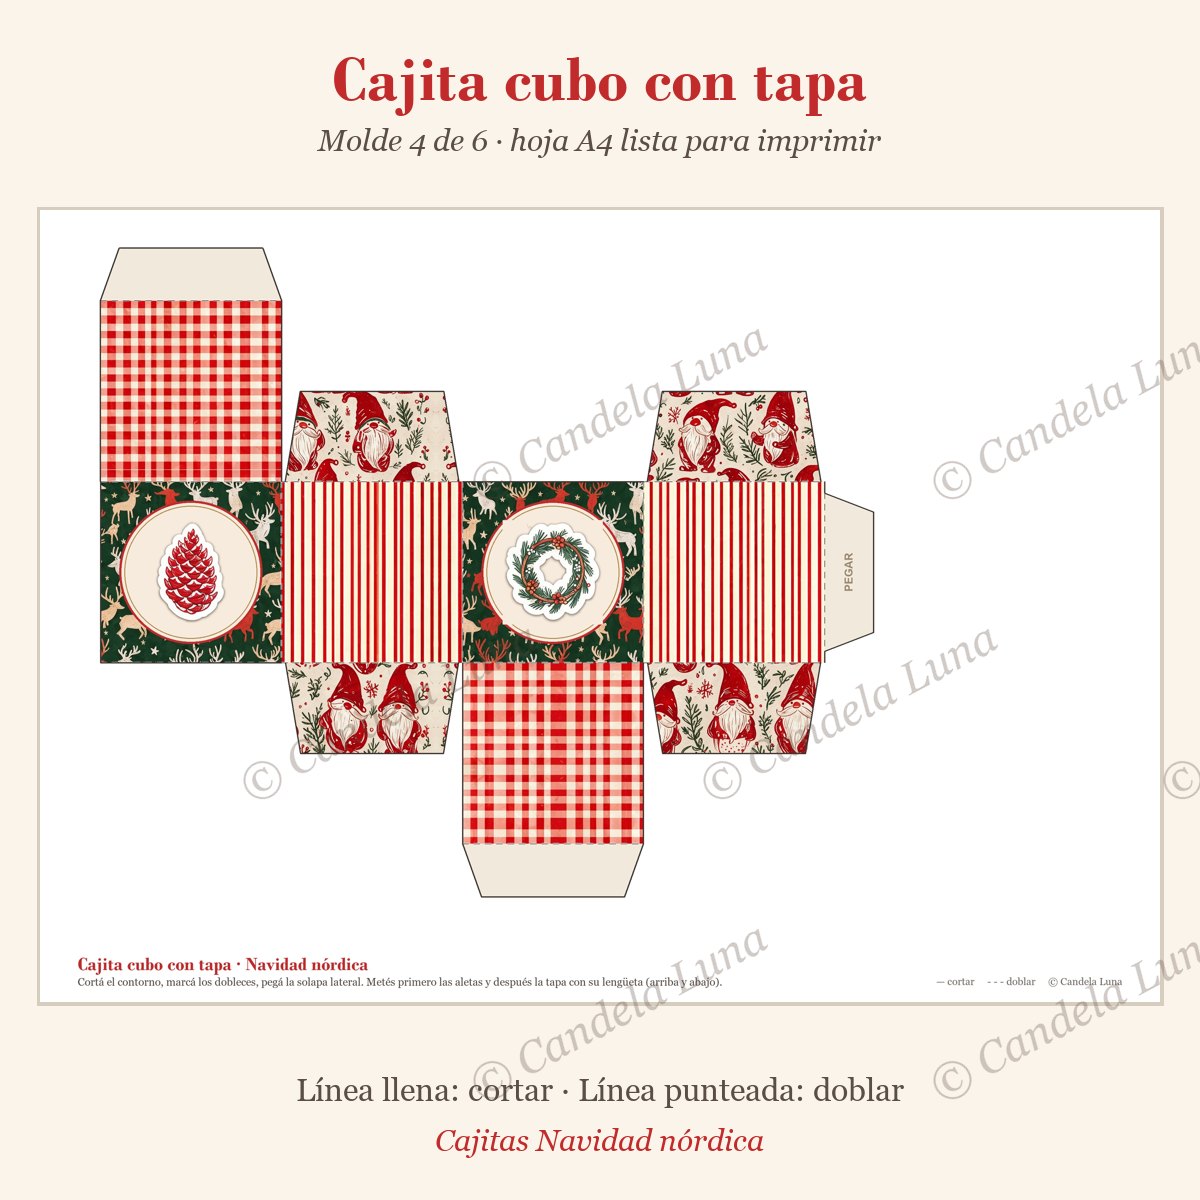 Cajita cubo con tapa
Molde 4 de 6 · hoja A4 lista para imprimir
© Candela Luna
© Candela Lun
PEGAR
© Candela Luna
© Candela Luna
©
Cajita cubo con tapa · Navidad nórdica
Cortá el contorno, marcá los dobleces, pegá la solapa lateral. Metés primero las aletas y después la tapa con su lengüeta (arriba y abajo).
— cortar - - - doblar © Candela Luna
© Candela Luna
© Candela Lun
Línea llena: cortar · Línea punteada: doblar
Cajitas Navidad nórdica